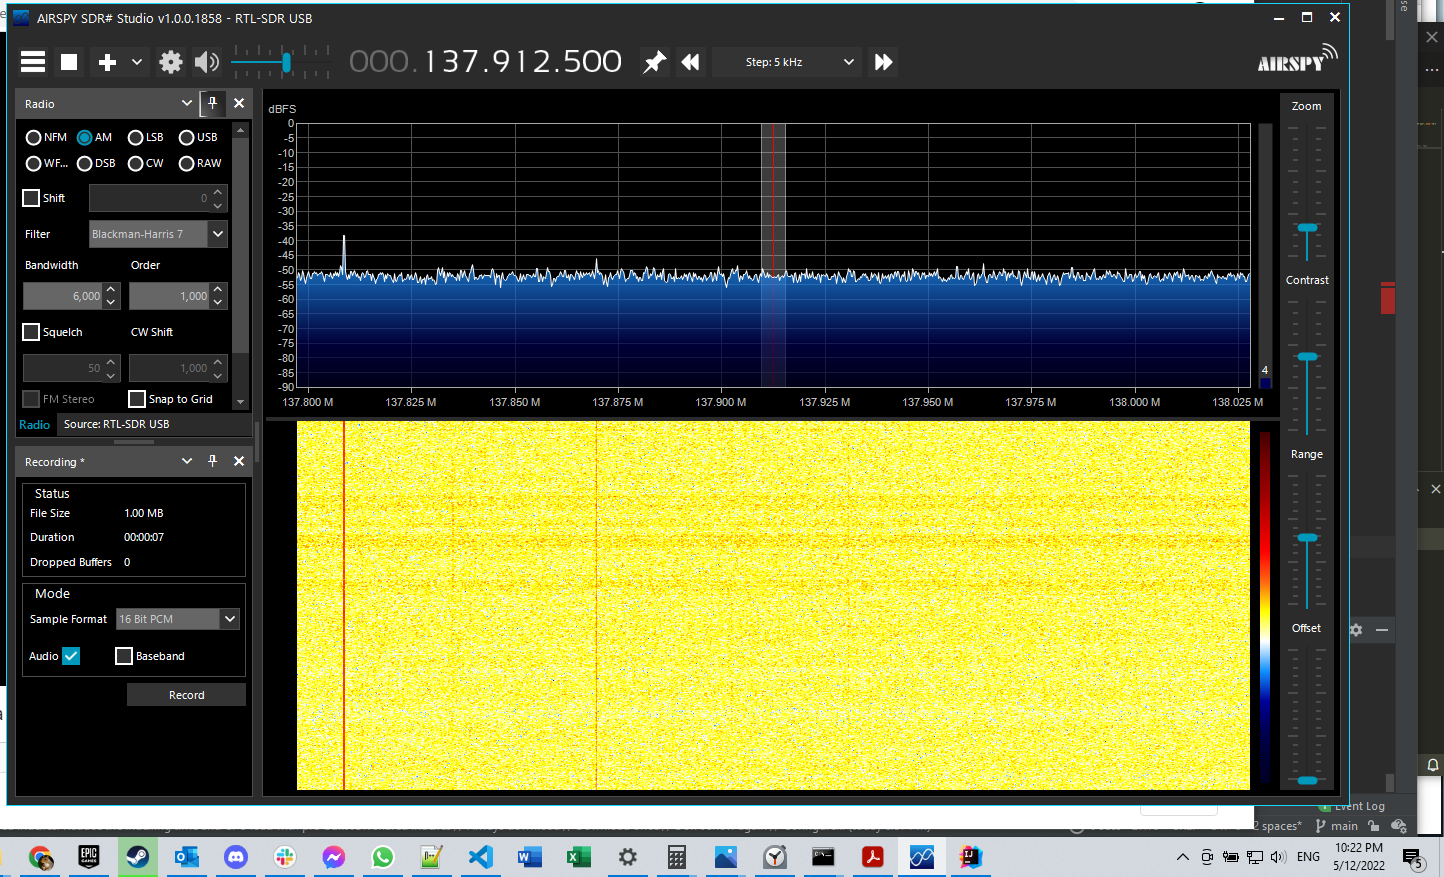 AIRSPY SDR# Studio v1.0.0.1858 - RTL-SDR USB
000.137.912.500
Step: 5 kHz
AIRSPY
Radio
NFM AM LSB USB
WF... DSB CW RAW
Shift 0
Filter Blackman-Harris 7
Bandwidth Order
6,000 1,000
Squelch CW Shift
50 1,000
FM Stereo Snap to Grid
Radio Source: RTL-SDR USB
Recording *
Status
File Size 1.00 MB
Duration 00:00:07
Dropped Buffers 0
Mode
Sample Format 16 Bit PCM
Audio Baseband
Record
dBFS
0
-5
-10
-15
-20
-25
-30
-35
-40
-45
-50
-55
-60
-65
-70
-75
-80
-85
-90
137.800 M 137.825 M 137.850 M 137.875 M 137.900 M 137.925 M 137.950 M 137.975 M 138.000 M 138.025 M
4
Zoom
Contrast
Range
Offset
Event Log
2 spaces* main
EPIC GAMES
ENG
10:22 PM
5/12/2022
5